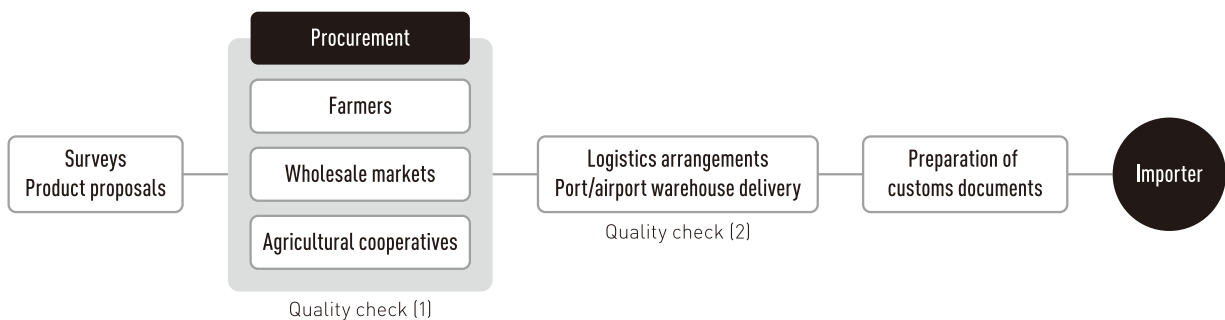 Surveys
Product proposals
Procurement
Farmers
Wholesale markets
Agricultural cooperatives
Quality check (1)
Logistics arrangements
Port/airport warehouse delivery
Quality check (2)
Preparation of
customs documents
Importer